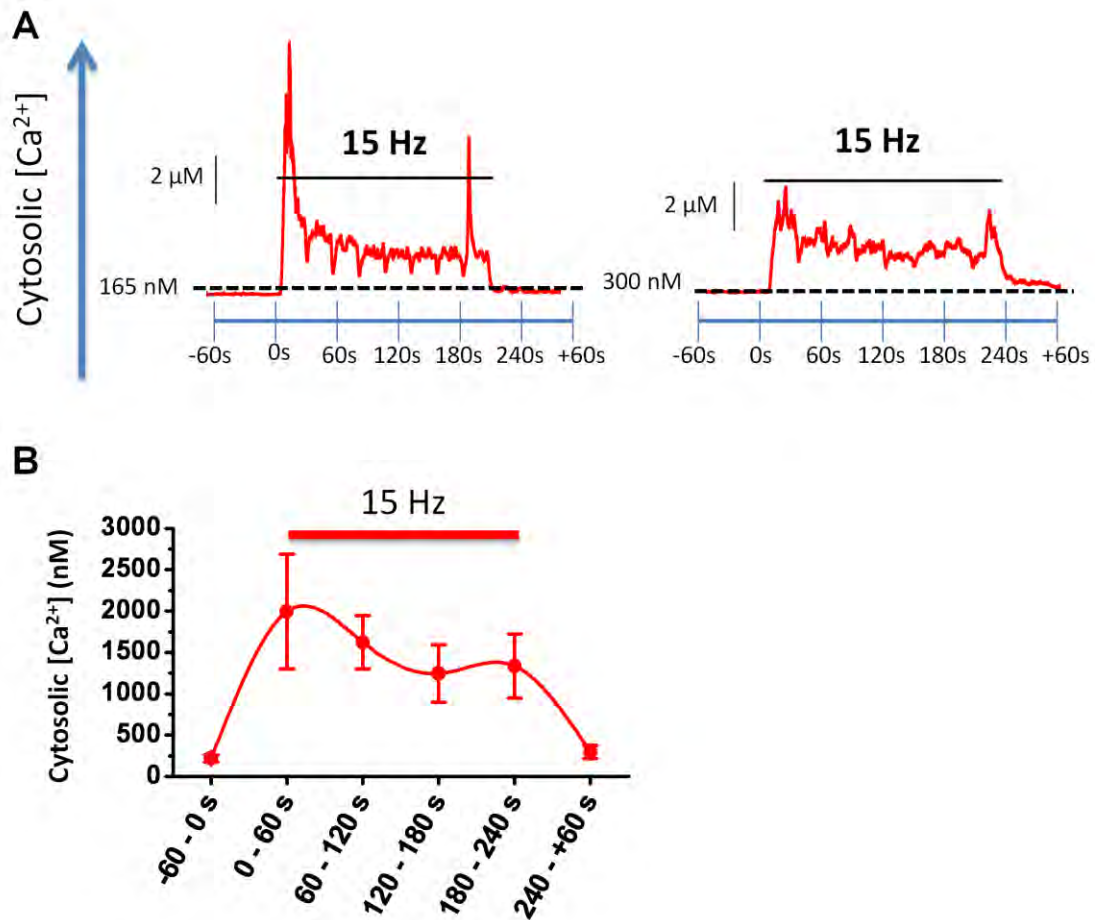 A
Cytosolic [Ca²⁺]
15 Hz
2 µM
165 nM
-60s 0s 60s 120s 180s 240s +60s
15 Hz
2 µM
300 nM
-60s 0s 60s 120s 180s 240s +60s
B
15 Hz
Cytosolic [Ca²⁺] (nM)
3000
2500
2000
1500
1000
500
0
-60 - 0 s
0 - 60 s
60 - 120 s
120 - 180 s
180 - 240 s
240 - +60 s